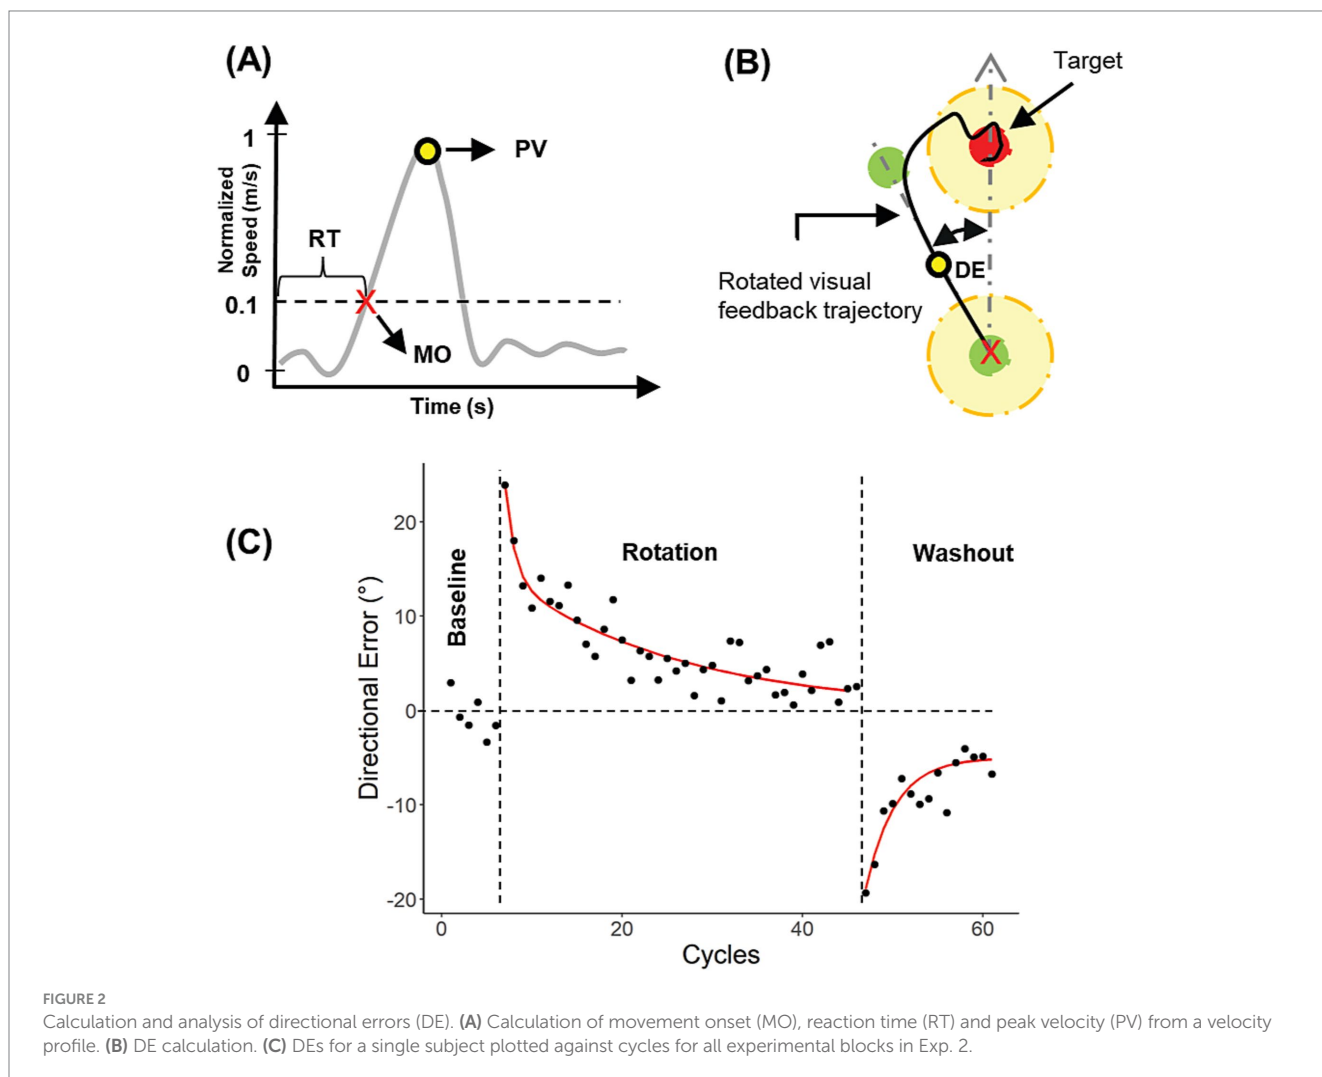 (A)
1
Normalized
Speed (m/s)
0.1
0
RT
PV
X
MO
Time (s)
(B)
Target
DE
Rotated visual
feedback trajectory
X
(C)
Directional Error (°)
20
10
0
-10
-20
Baseline
Rotation
Washout
0
20
40
60
Cycles
FIGURE 2
Calculation and analysis of directional errors (DE). (A) Calculation of movement onset (MO), reaction time (RT) and peak velocity (PV) from a velocity
profile. (B) DE calculation. (C) DEs for a single subject plotted against cycles for all experimental blocks in Exp. 2.